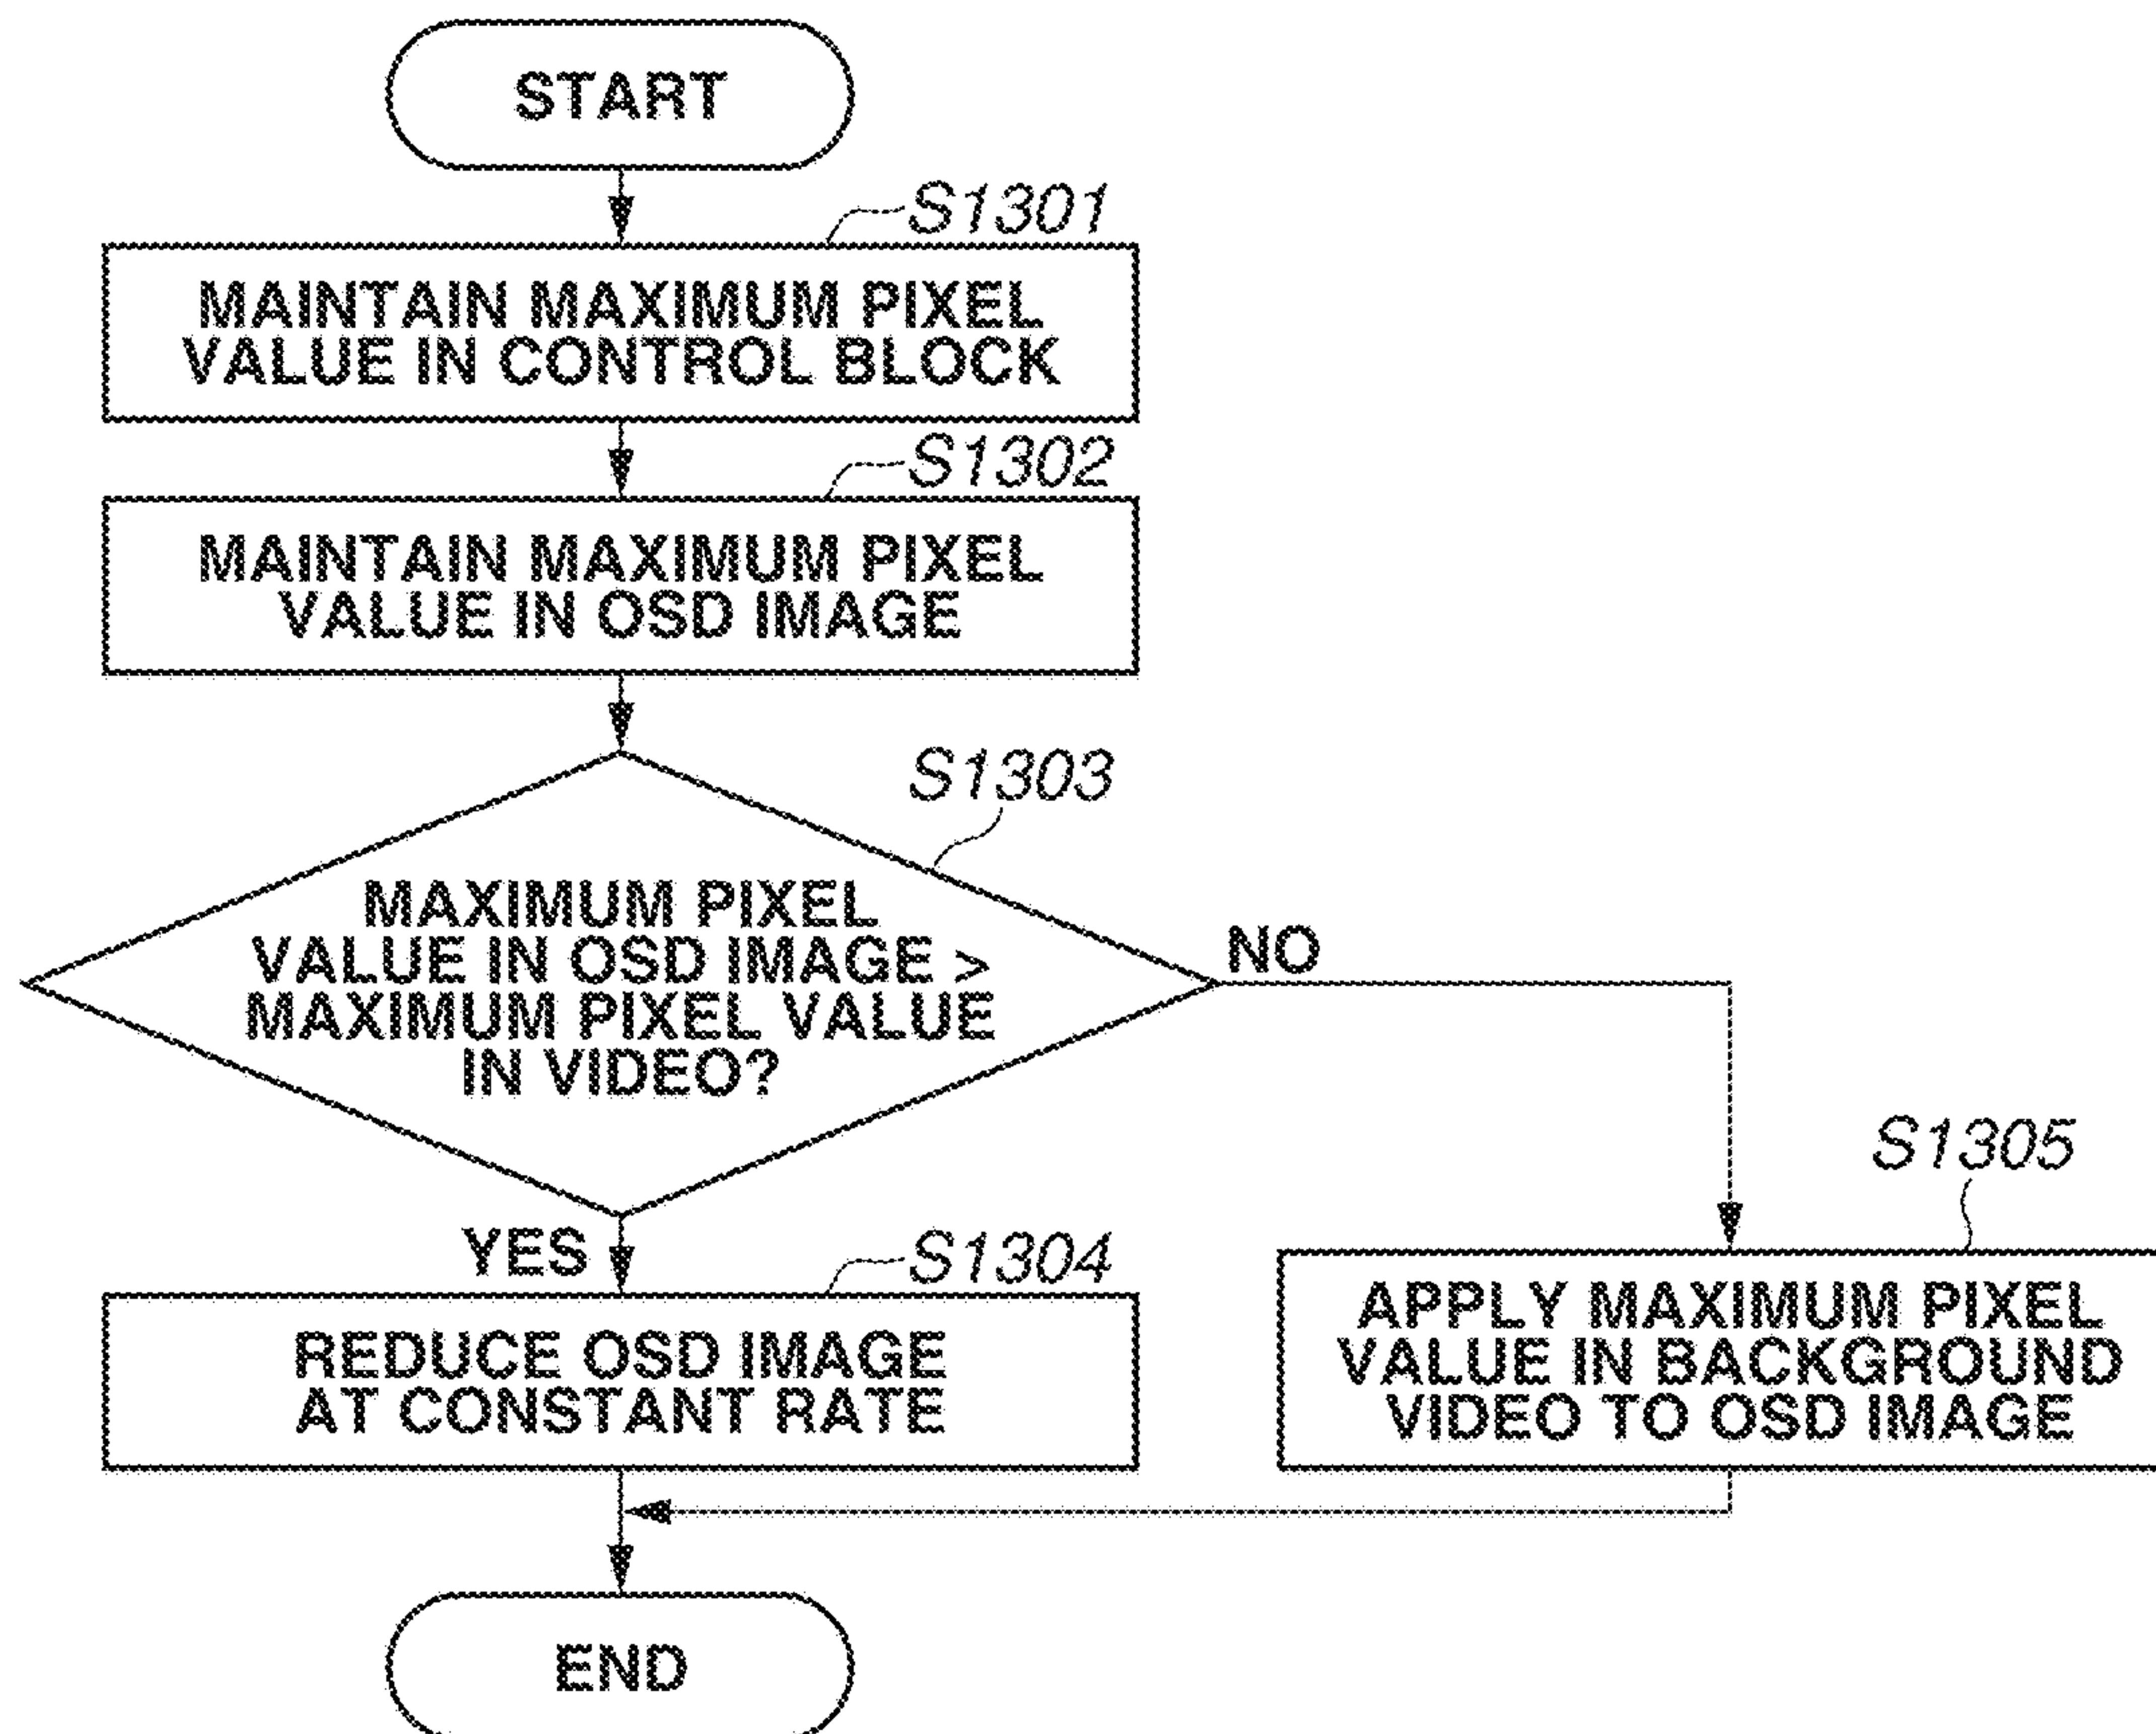 START
S1301
MAINTAIN MAXIMUM PIXEL
VALUE IN CONTROL BLOCK
S1302
MAINTAIN MAXIMUM PIXEL
VALUE IN OSD IMAGE
S1303
MAXIMUM PIXEL
VALUE IN OSD IMAGE >
MAXIMUM PIXEL VALUE
IN VIDEO?
NO
YES
S1304
REDUCE OSD IMAGE
AT CONSTANT RATE
S1305
APPLY MAXIMUM PIXEL
VALUE IN BACKGROUND
VIDEO TO OSD IMAGE
END